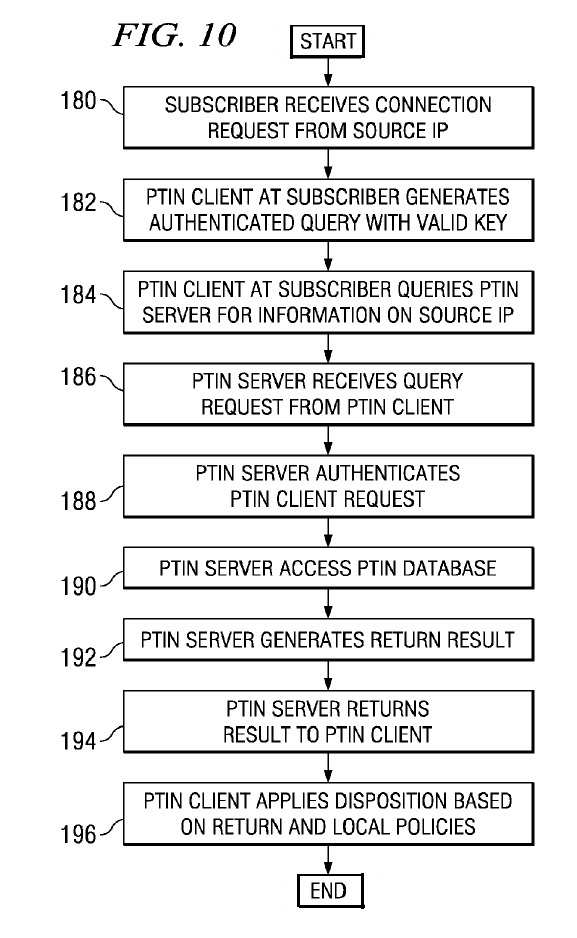 FIG. 10
START
180
SUBSCRIBER RECEIVES CONNECTION
REQUEST FROM SOURCE IP
182
PTIN CLIENT AT SUBSCRIBER GENERATES
AUTHENTICATED QUERY WITH VALID KEY
184
PTIN CLIENT AT SUBSCRIBER QUERIES PTIN
SERVER FOR INFORMATION ON SOURCE IP
186
PTIN SERVER RECEIVES QUERY
REQUEST FROM PTIN CLIENT
188
PTIN SERVER AUTHENTICATES
PTIN CLIENT REQUEST
190
PTIN SERVER ACCESS PTIN DATABASE
192
PTIN SERVER GENERATES RETURN RESULT
194
PTIN SERVER RETURNS
RESULT TO PTIN CLIENT
196
PTIN CLIENT APPLIES DISPOSITION BASED
ON RETURN AND LOCAL POLICIES
END